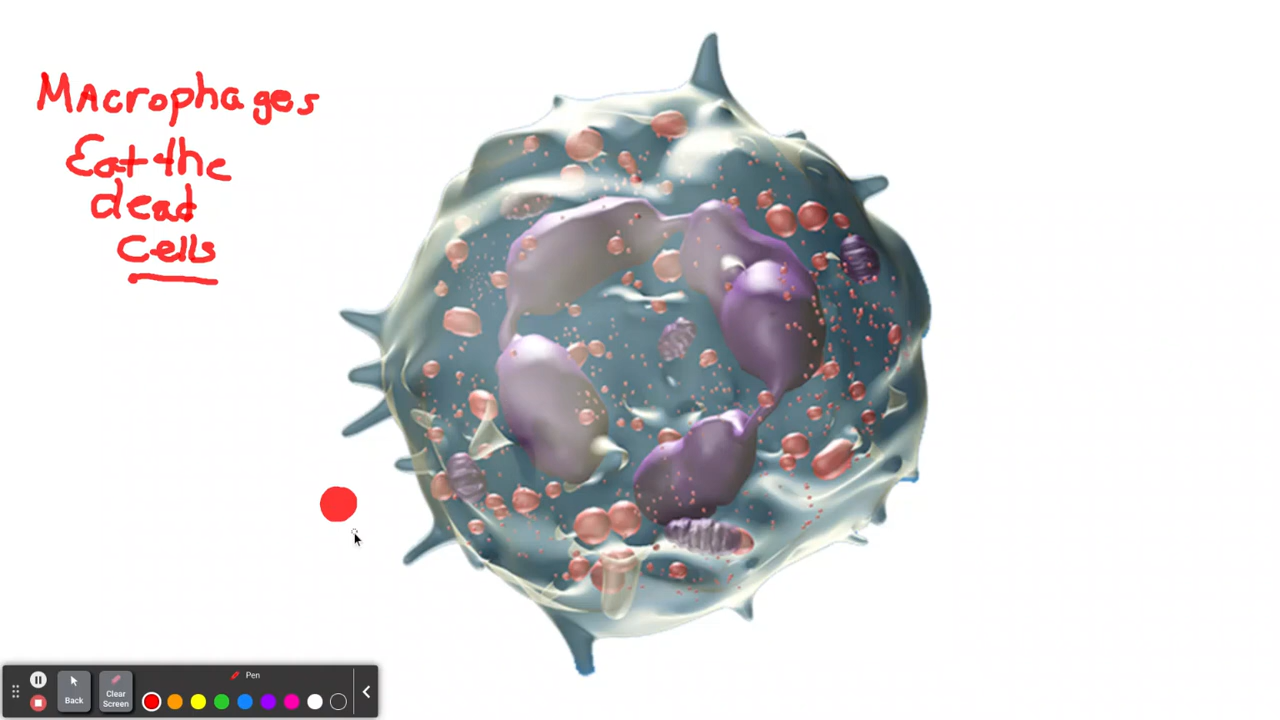 Macrophages
Eat the
dead
Cells
Pen
Back
Clear
Screen